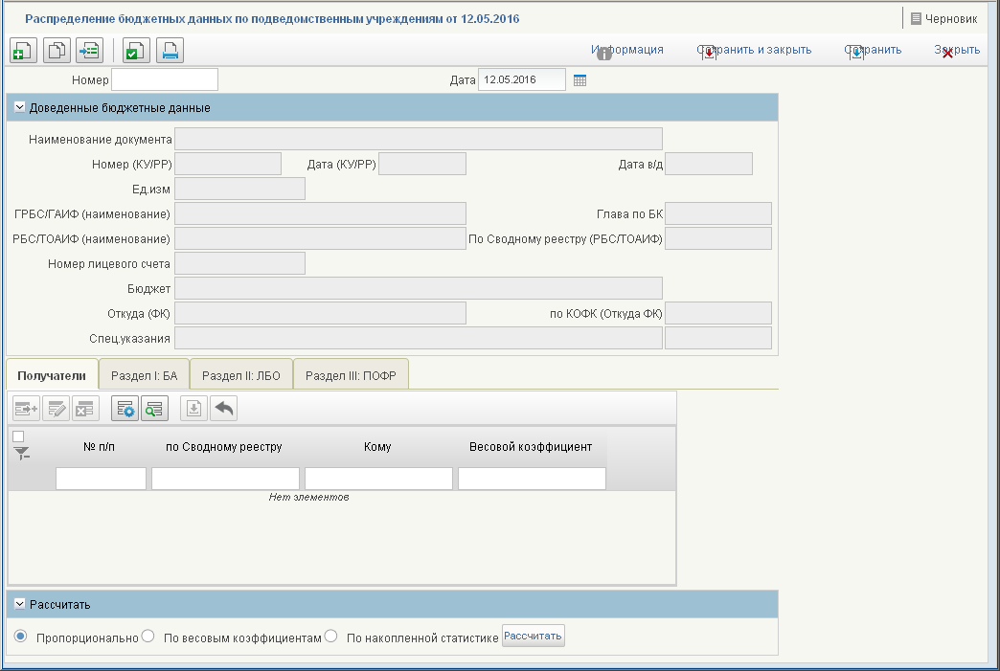 Распределение бюджетных данных по подведомственным учреждениям от 12.05.2016 Черновик
Информация Сохранить и закрыть Сохранить Закрыть
Номер Дата 12.05.2016
Доведенные бюджетные данные
Наименование документа
Номер (КУ/РР) Дата (КУ/РР) Дата в/д
Ед.изм
ГРБС/ГАИФ (наименование) Глава по БК
РБС/ТОАИФ (наименование) По Сводному реестру (РБС/ТОАИФ)
Номер лицевого счета
Бюджет
Откуда (ФК) по КОФК (Откуда ФК)
Спец.указания
Получатели Раздел I: БА Раздел II: ЛБО Раздел III: ПОФР
№ п/п по Сводному реестру Кому Весовой коэффициент
Нет элементов
Рассчитать
Пропорционально По весовым коэффициентам По накопленной статистике Рассчитать